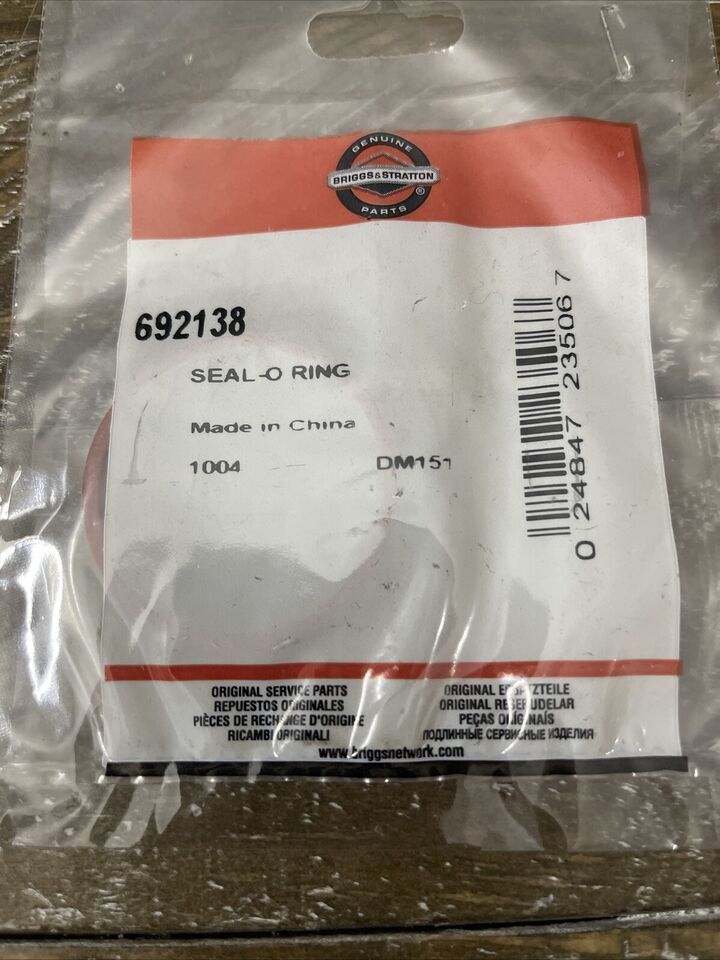 GENUINE
BRIGGS&STRATTON
®
PARTS
692138
SEAL-O RING
Made in China
1004 DM151
0 24847 23506 7
ORIGINAL SERVICE PARTS
REPUESTOS ORIGINALES
PIÈCES DE RECHANGE D'ORIGINE
RICAMBI ORIGINALI
ORIGINAL ERSATZTEILE
ORIGINAL RESERVDELAR
PEÇAS ORIGINAIS
ПОДЛИННЫЕ СЕРВИСНЫЕ ИЗДЕЛИЯ
www.briggsnetwork.com